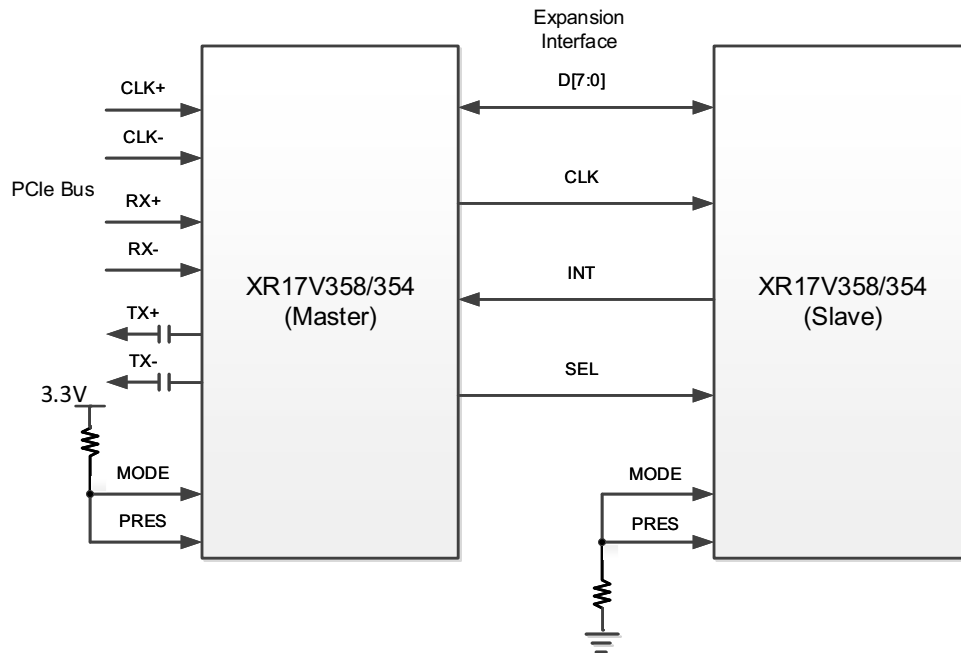 Expansion
Interface
D[7:0]
CLK+
CLK-
PCIe Bus
RX+
RX-
TX+
TX-
3.3V
MODE
PRES
XR17V358/354
(Master)
CLK
INT
SEL
XR17V358/354
(Slave)
MODE
PRES